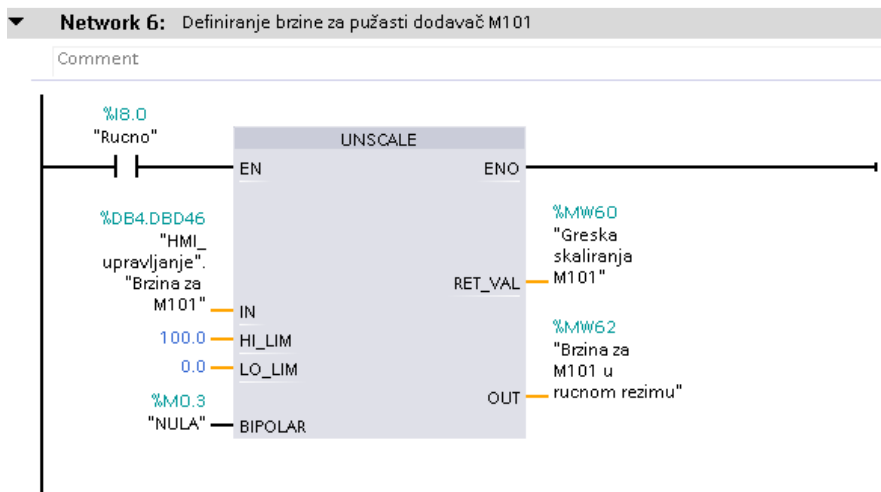 Network 6: Definiranje brzine za pužasti dodavač M101
Comment
%I8.0
"Rucno"
UNSCALE
EN
ENO
%DB4.DBD46
"HMI_
upravljanje".
"Brzina za
M101"
IN
100.0
HI_LIM
0.0
LO_LIM
%M0.3
"NULA"
BIPOLAR
%MW60
"Greska
skaliranja
M101"
RET_VAL
%MW62
"Brzina za
M101 u
rucnom rezimu"
OUT